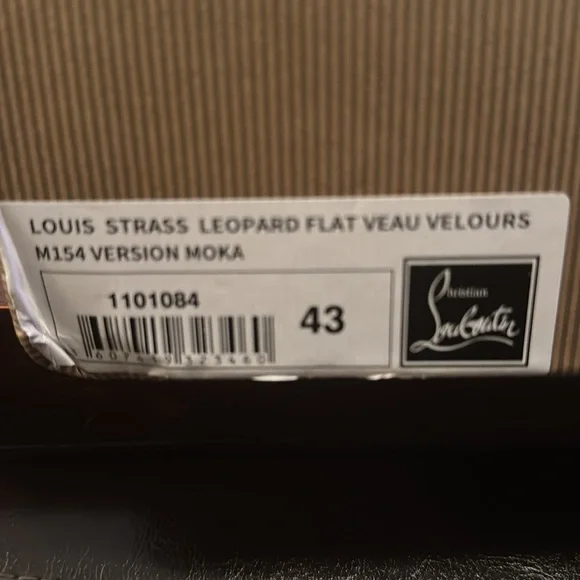 LOUIS STRASS LEOPARD FLAT VEAU VELOURS
M154 VERSION MOKA
1101084
43
Christian
Louboutin